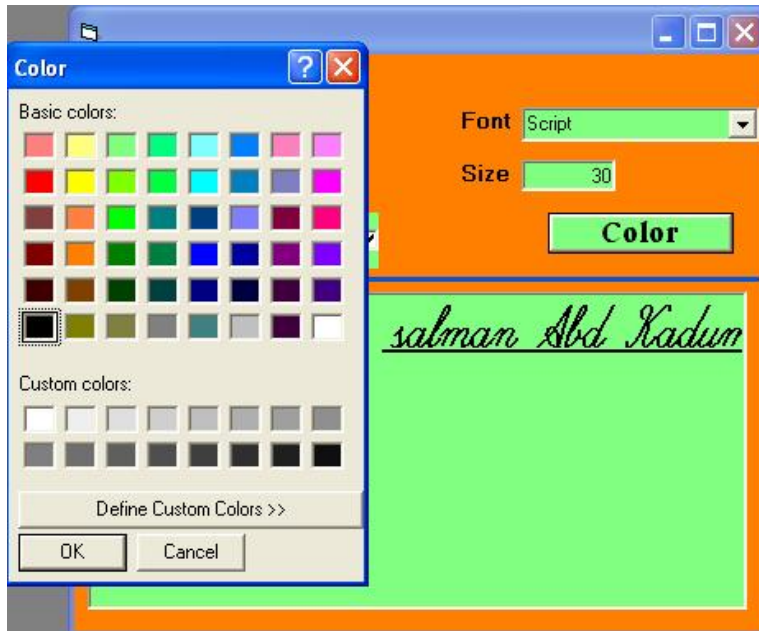 Color
?
Basic colors:
Custom colors:
Define Custom Colors >>
OK
Cancel
Font
Script
Size
30
Color
salman Abd Kadum